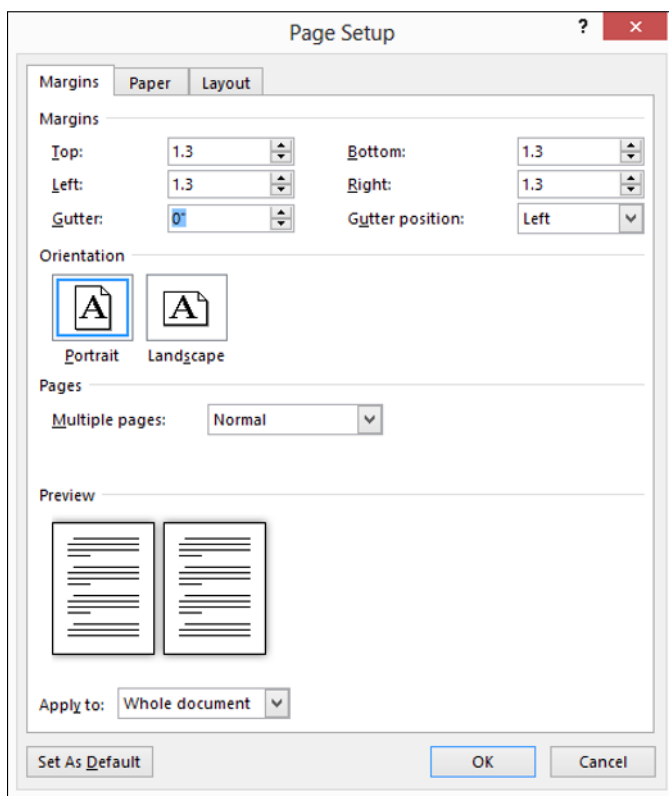 Page Setup ? ×
Margins Paper Layout
Margins
Top: 1.3 Bottom: 1.3
Left: 1.3 Right: 1.3
Gutter: 0" Gutter position: Left
Orientation
A A
Portrait Landscape
Pages
Multiple pages: Normal
Preview
Apply to: Whole document
Set As Default OK Cancel